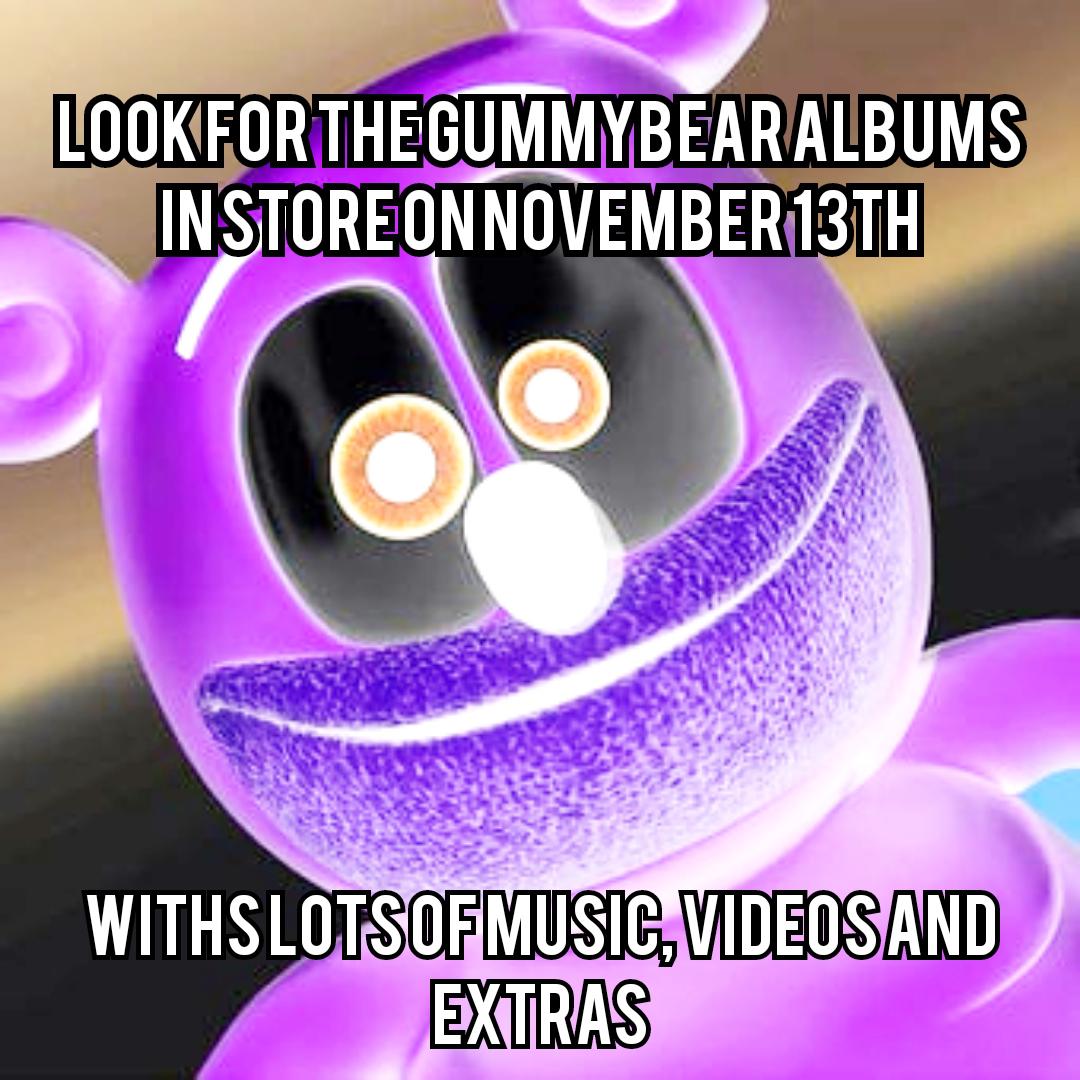 LOOK FOR THE GUMMYBEAR ALBUMS
IN STORE ON NOVEMBER 13TH
WITHS LOTS OF MUSIC, VIDEOS AND
EXTRAS